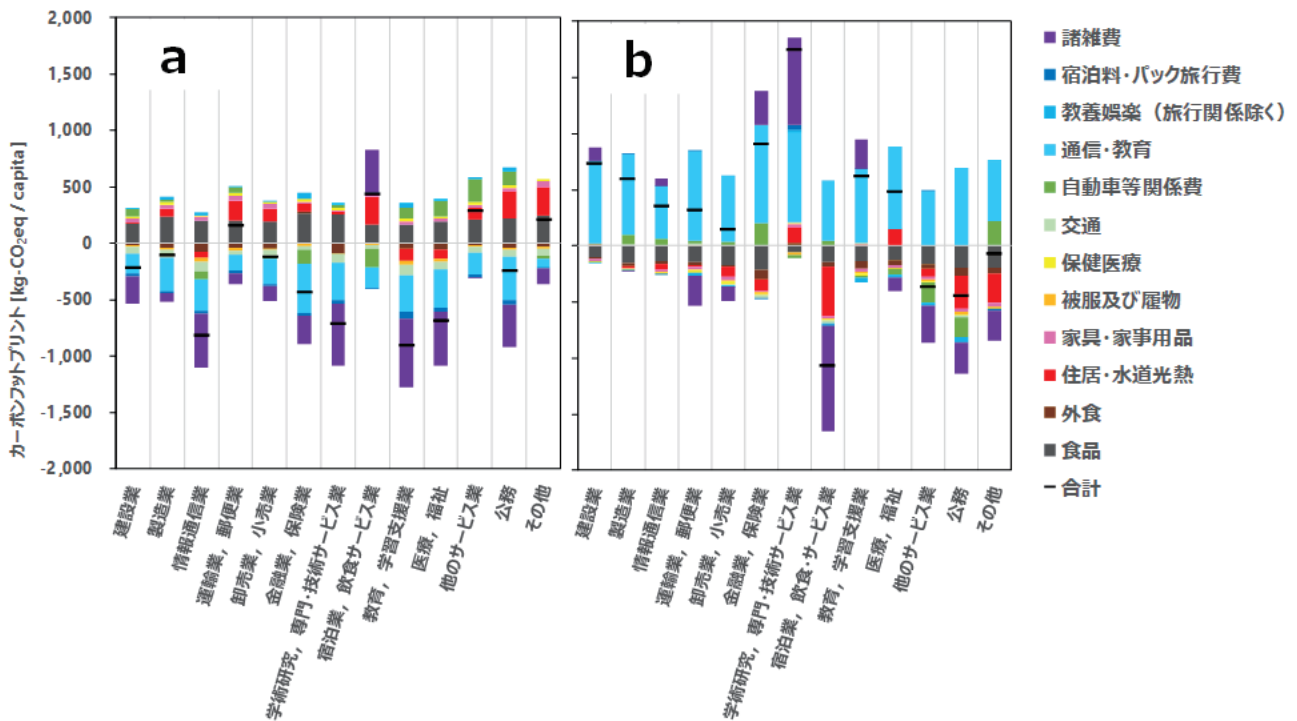 カーボンフットプリント [kg-CO₂eq / capita]
2,000
1,500
1,000
500
0
-500
-1,000
-1,500
-2,000
a
b
建設業
製造業
情報通信業
運輸業，郵便業
卸売業，小売業
金融業，保険業
学術研究，専門・技術サービス業
宿泊業，飲食サービス業
教育，学習支援業
医療，福祉
他のサービス業
公務
その他
建設業
製造業
情報通信業
運輸業，郵便業
卸売業，小売業
金融業，保険業
学術研究，専門・技術サービス業
宿泊業，飲食・サービス業
教育，学習支援業
医療，福祉
他のサービス業
公務
その他
諸雑費
宿泊料・パック旅行費
教養娯楽（旅行関係除く）
通信・教育
自動車等関係費
交通
保健医療
被服及び履物
家具・家事用品
住居・水道光熱
外食
食品
合計